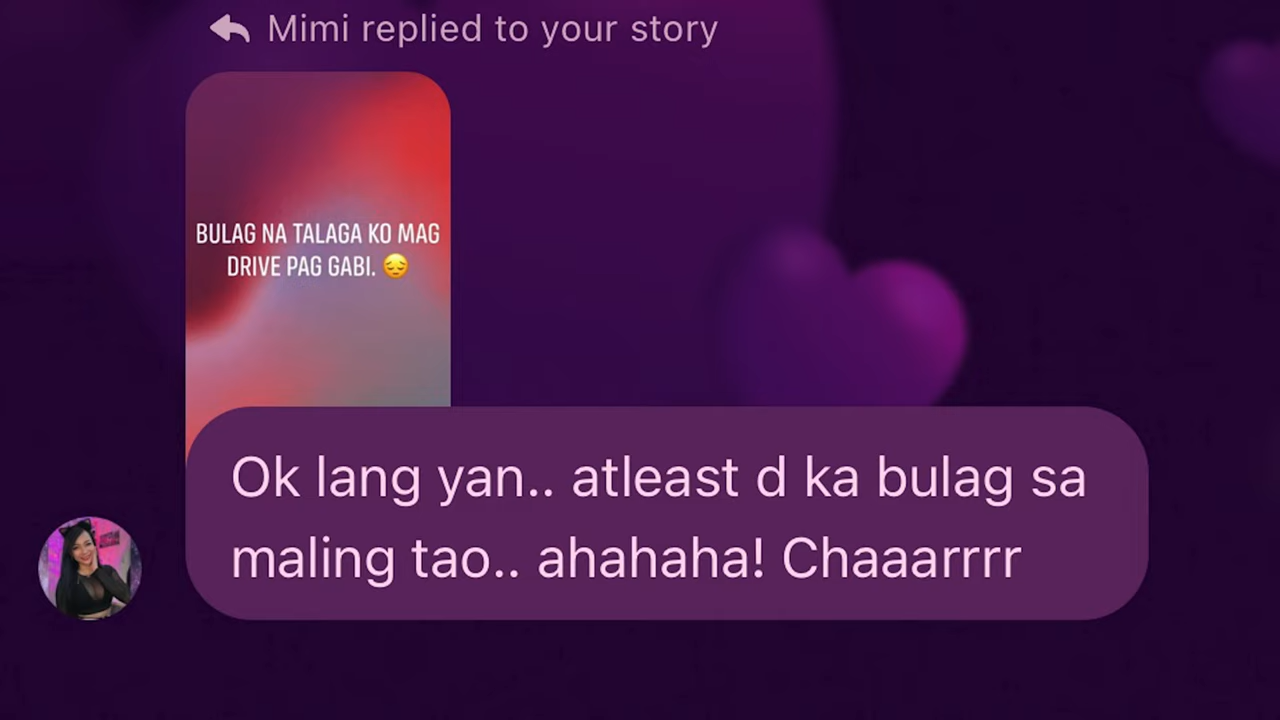 Mimi replied to your story
BULAG NA TALAGA KO MAG
DRIVE PAG GABI. 😔
Ok lang yan.. atleast d ka bulag sa
maling tao.. ahahaha! Chaaarrrr